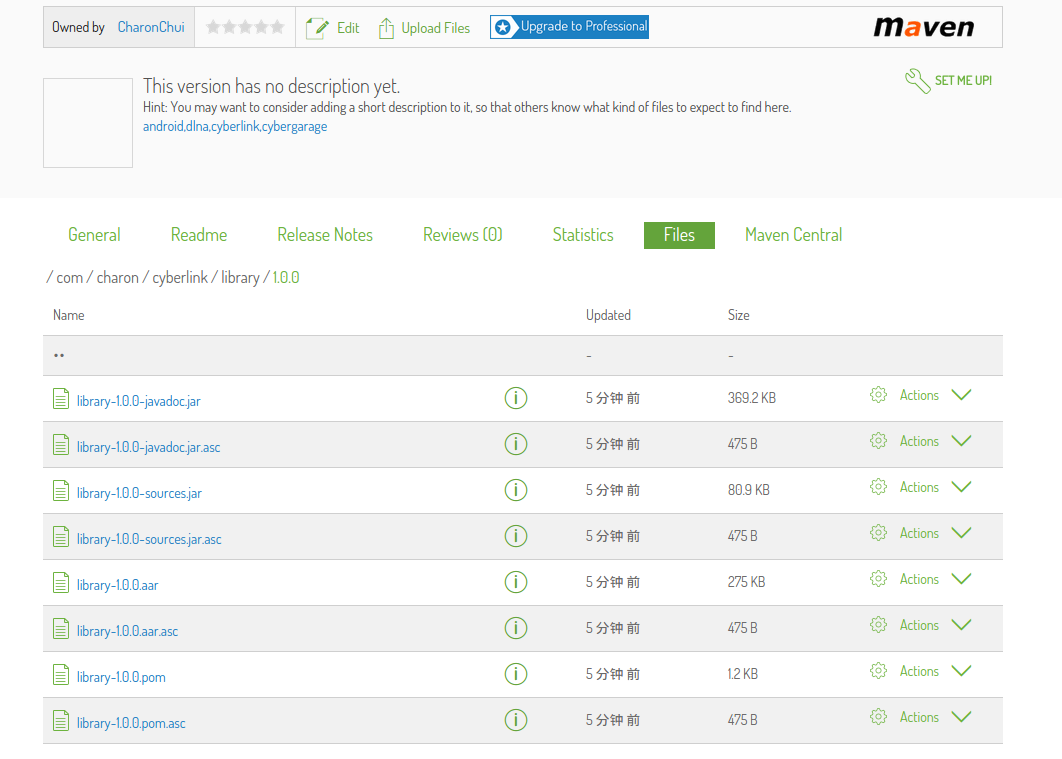 Owned by CharonChui Edit Upload Files Upgrade to Professional maven
This version has no description yet.
SET ME UP!
Hint: You may want to consider adding a short description to it, so that others know what kind of files to expect to find here.
android,dlna,cyberlink,cybergarage
General Readme Release Notes Reviews (0) Statistics Files Maven Central
/ com / charon / cyberlink / library / 1.0.0
Name Updated Size
•• - -
library-1.0.0-javadoc.jar i 5 分钟 前 369.2 KB Actions
library-1.0.0-javadoc.jar.asc i 5 分钟 前 475 B Actions
library-1.0.0-sources.jar i 5 分钟 前 80.9 KB Actions
library-1.0.0-sources.jar.asc i 5 分钟 前 475 B Actions
library-1.0.0.aar i 5 分钟 前 275 KB Actions
library-1.0.0.aar.asc i 5 分钟 前 475 B Actions
library-1.0.0.pom i 5 分钟 前 1.2 KB Actions
library-1.0.0.pom.asc i 5 分钟 前 475 B Actions